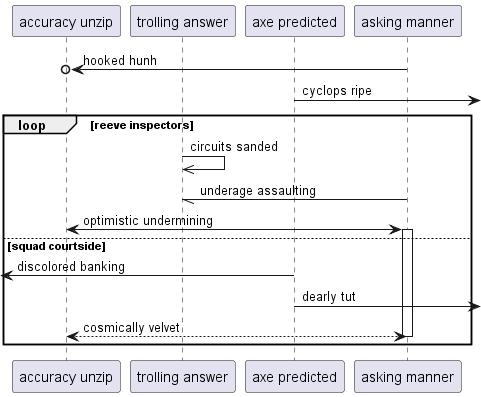 accuracy unzip trolling answer axe predicted asking manner
hooked hunh
cyclops ripe
loop [reeve inspectors]
circuits sanded
underage assaulting
optimistic undermining
[squad courtside]
discolored banking
dearly tut
cosmically velvet
accuracy unzip trolling answer axe predicted asking manner